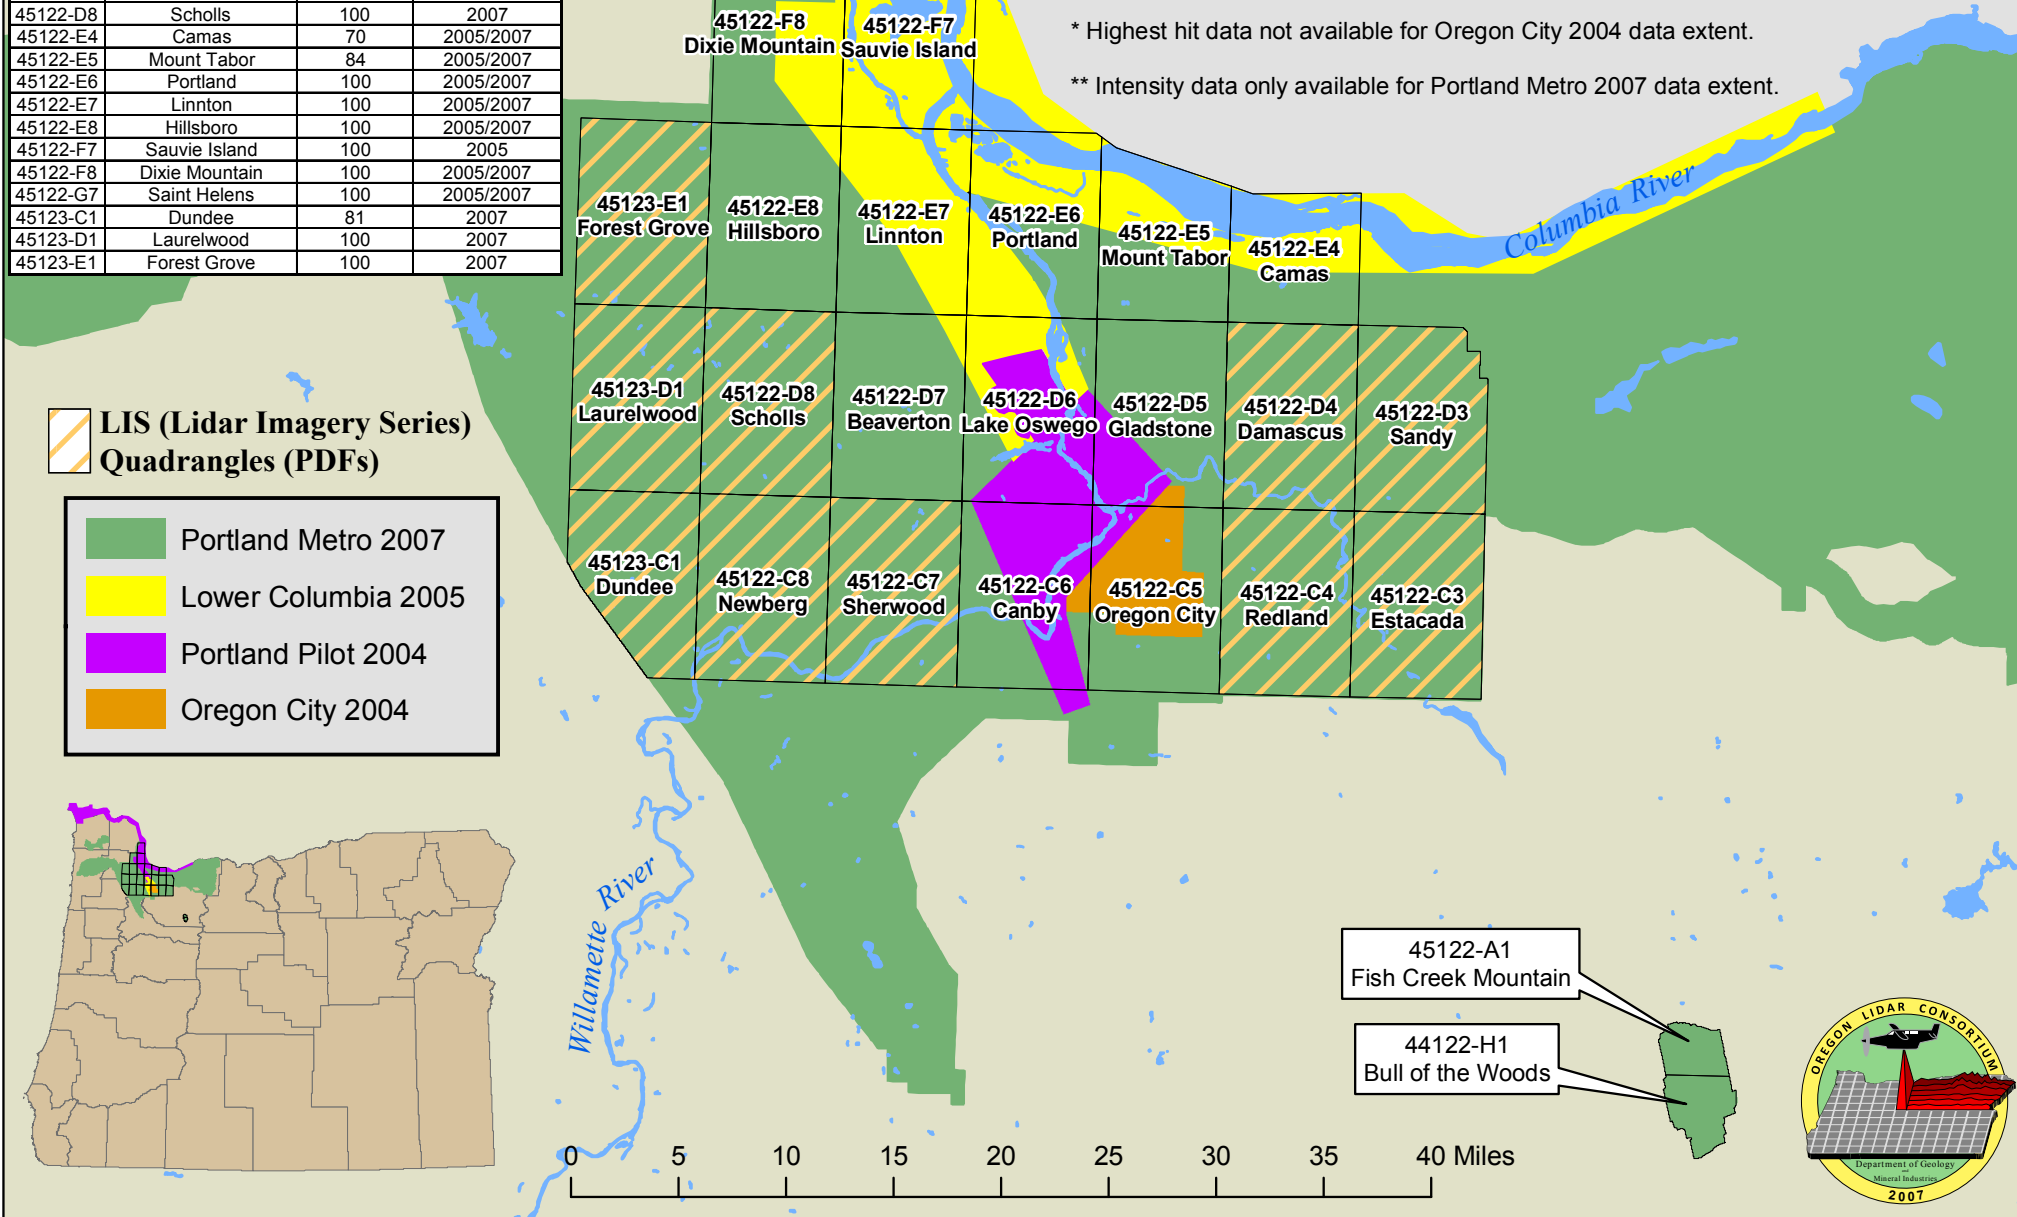 45122-D8 Scholls 100 2007
45122-E4 Camas 70 2005/2007
45122-E5 Mount Tabor 84 2005/2007
45122-E6 Portland 100 2005/2007
45122-E7 Linnton 100 2005/2007
45122-E8 Hillsboro 100 2005/2007
45122-F7 Sauvie Island 100 2005
45122-F8 Dixie Mountain 100 2005/2007
45122-G7 Saint Helens 100 2005/2007
45123-C1 Dundee 81 2007
45123-D1 Laurelwood 100 2007
45123-E1 Forest Grove 100 2007
* Highest hit data not available for Oregon City 2004 data extent.
** Intensity data only available for Portland Metro 2007 data extent.
45122-F8
Dixie Mountain
45122-F7
Sauvie Island
45123-E1
Forest Grove
45122-E8
Hillsboro
45122-E7
Linnton
45122-E6
Portland
45122-E5
Mount Tabor
45122-E4
Camas
Columbia River
45123-D1
Laurelwood
45122-D8
Scholls
45122-D7
Beaverton
45122-D6
Lake Oswego
45122-D5
Gladstone
45122-D4
Damascus
45122-D3
Sandy
45123-C1
Dundee
45122-C8
Newberg
45122-C7
Sherwood
45122-C6
Canby
45122-C5
Oregon City
45122-C4
Redland
45122-C3
Estacada
LIS (Lidar Imagery Series)
Quadrangles (PDFs)
Portland Metro 2007
Lower Columbia 2005
Portland Pilot 2004
Oregon City 2004
Willamette River
45122-A1
Fish Creek Mountain
44122-H1
Bull of the Woods
0 5 10 15 20 25 30 35 40 Miles
OREGON LIDAR CONSORTIUM
Department of Geology
and
Mineral Industries
2007